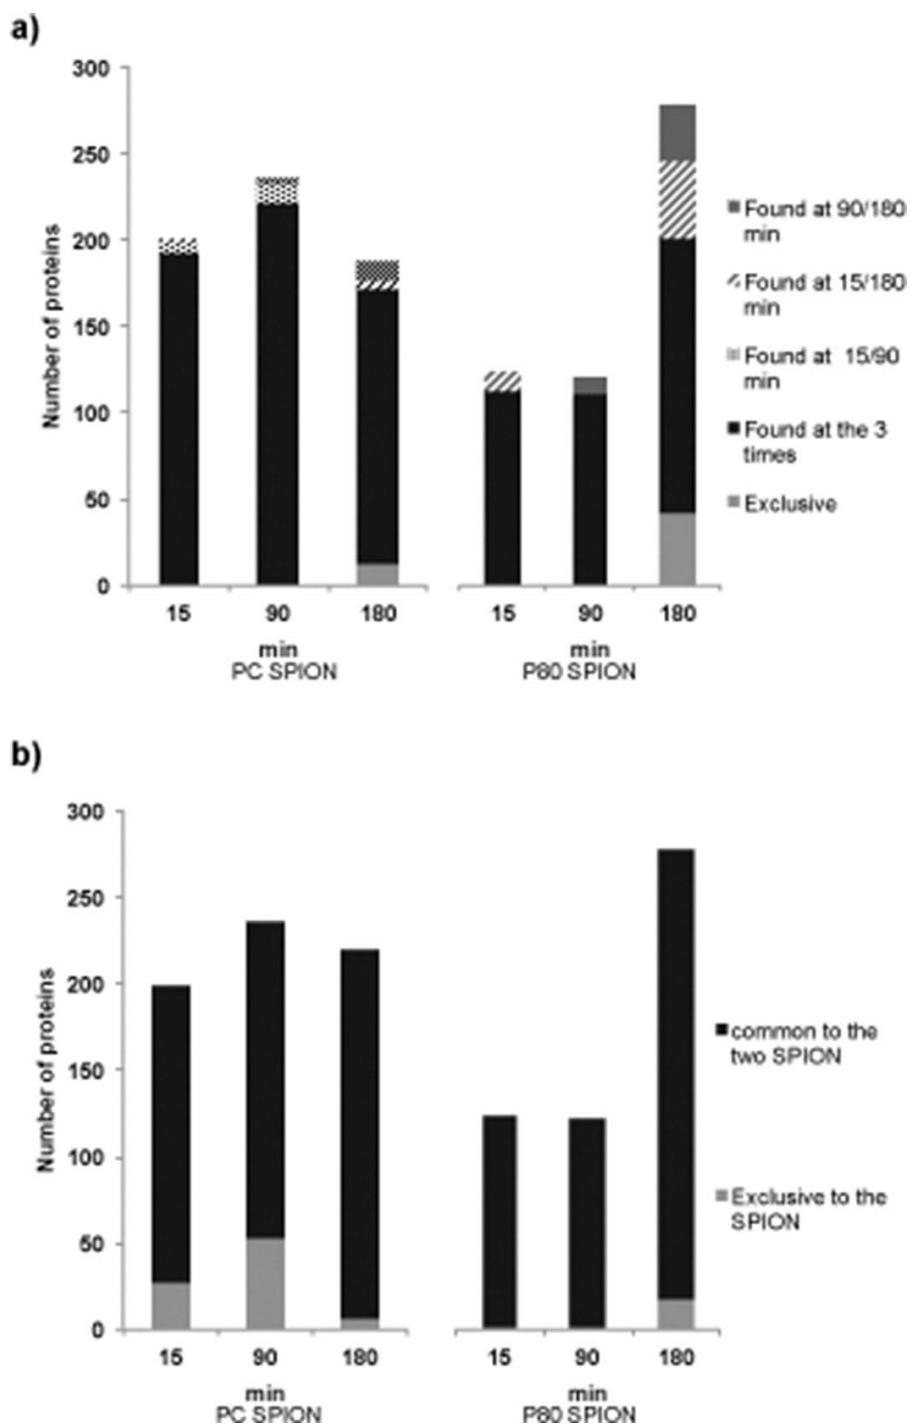 a)
300
250
200
150
100
50
0
Number of proteins
15 90 180
min
PC SPION
15 90 180
min
P80 SPION
Found at 90/180
min
Found at 15/180
min
Found at 15/90
min
Found at the 3
times
Exclusive
b)
300
250
200
150
100
50
0
Number of proteins
15 90 180
min
PC SPION
15 90 180
min
P80 SPION
common to the
two SPION
Exclusive to the
SPION